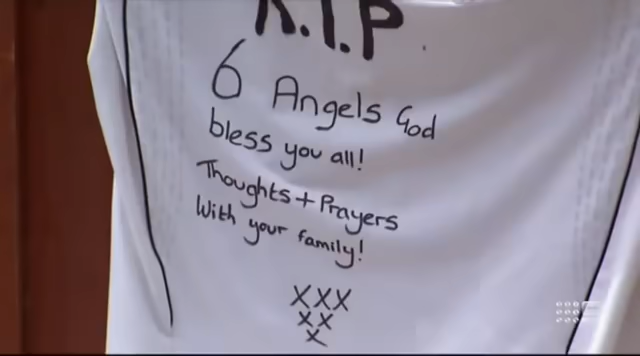 R.I.P
6 Angels God
bless you all!
Thoughts + Prayers
With your family!
XXX
XX
X